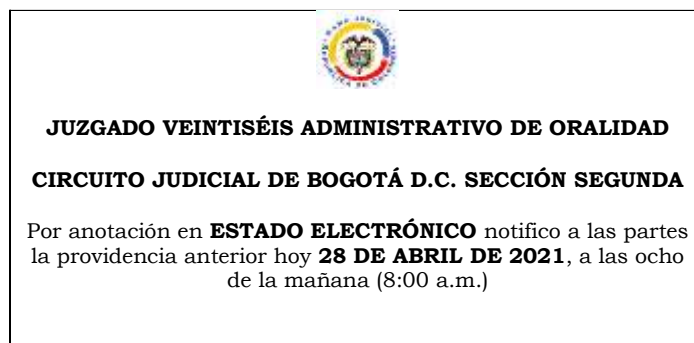 JUZGADO VEINTISÉIS ADMINISTRATIVO DE ORALIDAD
CIRCUITO JUDICIAL DE BOGOTÁ D.C. SECCIÓN SEGUNDA
Por anotación en ESTADO ELECTRÓNICO notifico a las partes
la providencia anterior hoy 28 DE ABRIL DE 2021, a las ocho
de la mañana (8:00 a.m.)